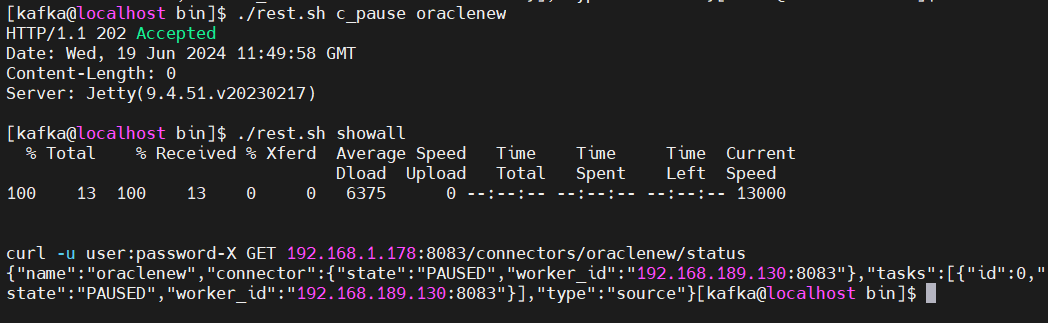 [kafka@localhost bin]$ ./rest.sh c_pause oraclenew
HTTP/1.1 202 Accepted
Date: Wed, 19 Jun 2024 11:49:58 GMT
Content-Length: 0
Server: Jetty(9.4.51.v20230217)
[kafka@localhost bin]$ ./rest.sh showall
% Total % Received % Xferd Average Speed Time Time Time Current
Dload Upload Total Spent Left Speed
100 13 100 13 0 0 6375 0 --:--:-- --:--:-- --:--:-- 13000
curl -u user:password-X GET 192.168.1.178:8083/connectors/oraclenew/status
{"name":"oraclenew","connector":{"state":"PAUSED","worker_id":"192.168.189.130:8083"},"tasks":[{"id":0,"
state":"PAUSED","worker_id":"192.168.189.130:8083"}],"type":"source"}[kafka@localhost bin]$